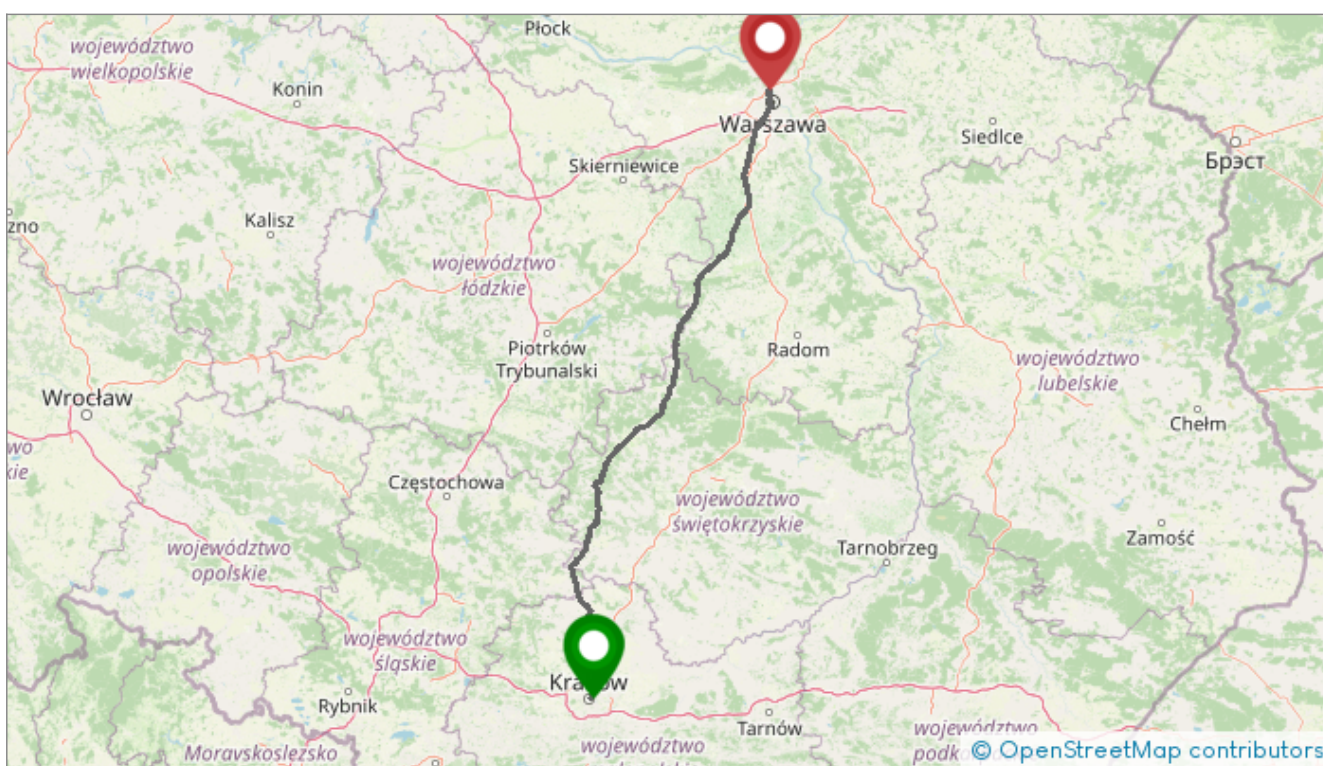 Płock
województwo
wielkopolskie
Konin
Warszawa
Siedlce
Брэст
Skierniewice
Kalisz
zno
województwo
łódzkie
Piotrków
Trybunalski
Radom
województwo
lubelskie
Wrocław
Chełm
wo
kie
Częstochowa
województwo
świętokrzyskie
Zamość
województwo
opolskie
Tarnobrzeg
województwo
śląskie
Kraków
Rybnik
Tarnów
województwo
Moravskoslezsko
województwo
© OpenStreetMap contributors